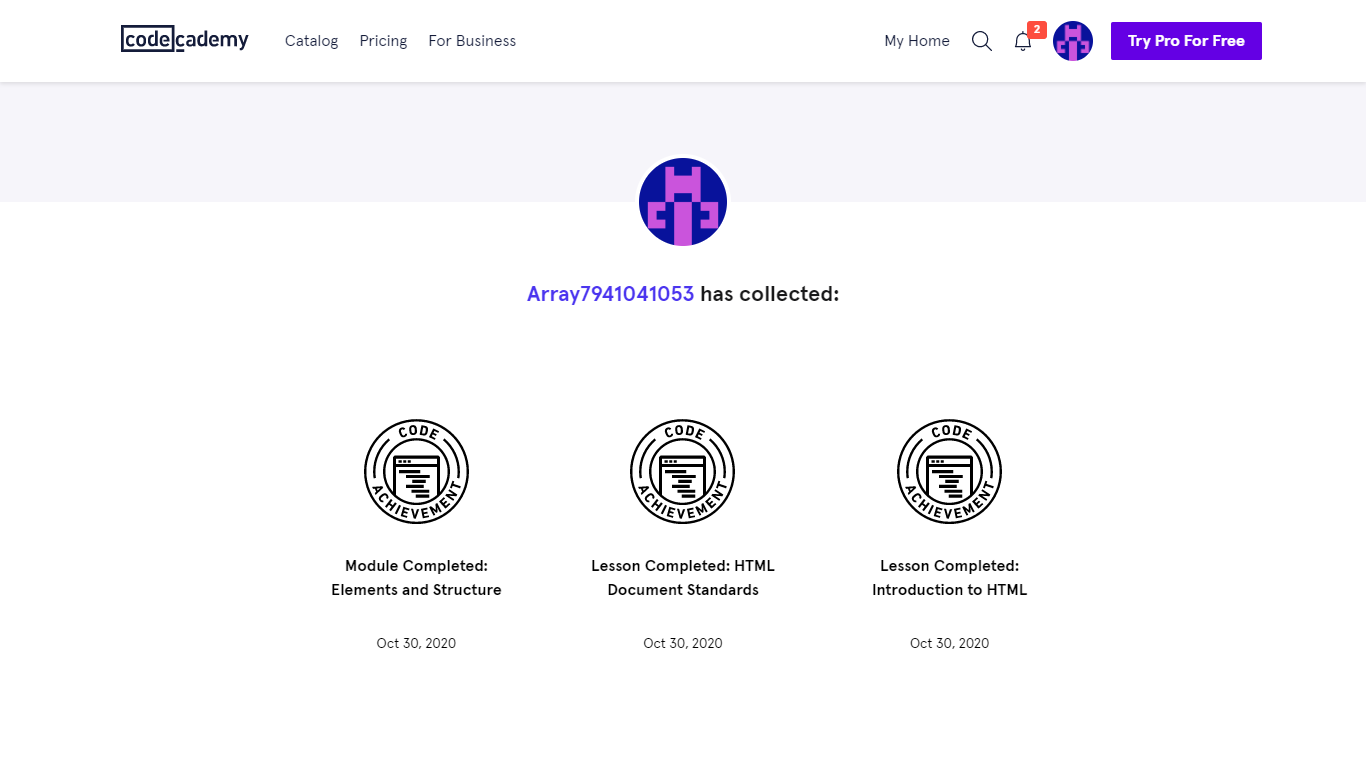 codecademy Catalog Pricing For Business My Home 2 Try Pro For Free
Array7941041053 has collected:
CODE ACHIEVEMENT CODE ACHIEVEMENT CODE ACHIEVEMENT
Module Completed: Lesson Completed: HTML Lesson Completed:
Elements and Structure Document Standards Introduction to HTML
Oct 30, 2020 Oct 30, 2020 Oct 30, 2020